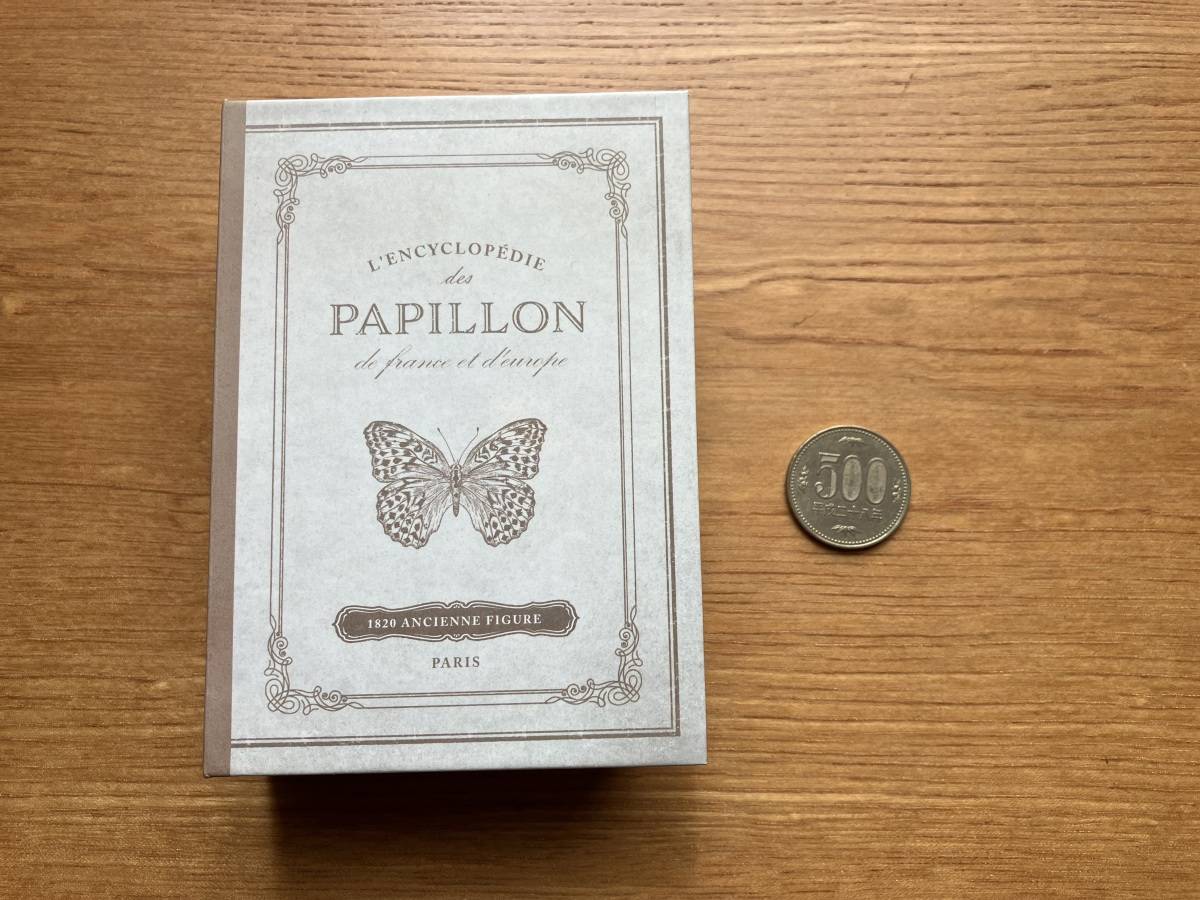 L'ENCYCLOPÉDIE
des
PAPILLON
de france et d'europe
1820 ANCIENNE FIGURE
PARIS
500